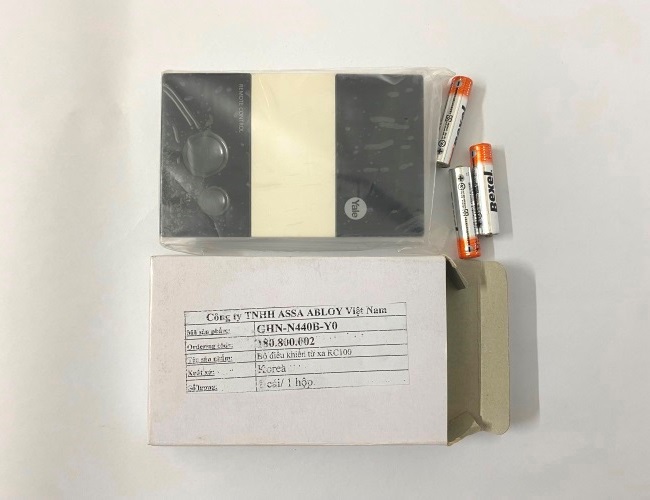 REMOTE CONTROL
Yale
Bexel
Bexel
Công ty TNHH ASSA ABLOY Việt Nam
Mã sản phẩm: GHN-N440B-Y0
Ordering code: 180.800.002
Tên sản phẩm: Bộ điều khiển từ xa RC100
Xuất xứ: Korea
Số lượng: 1 cái/ 1 hộp